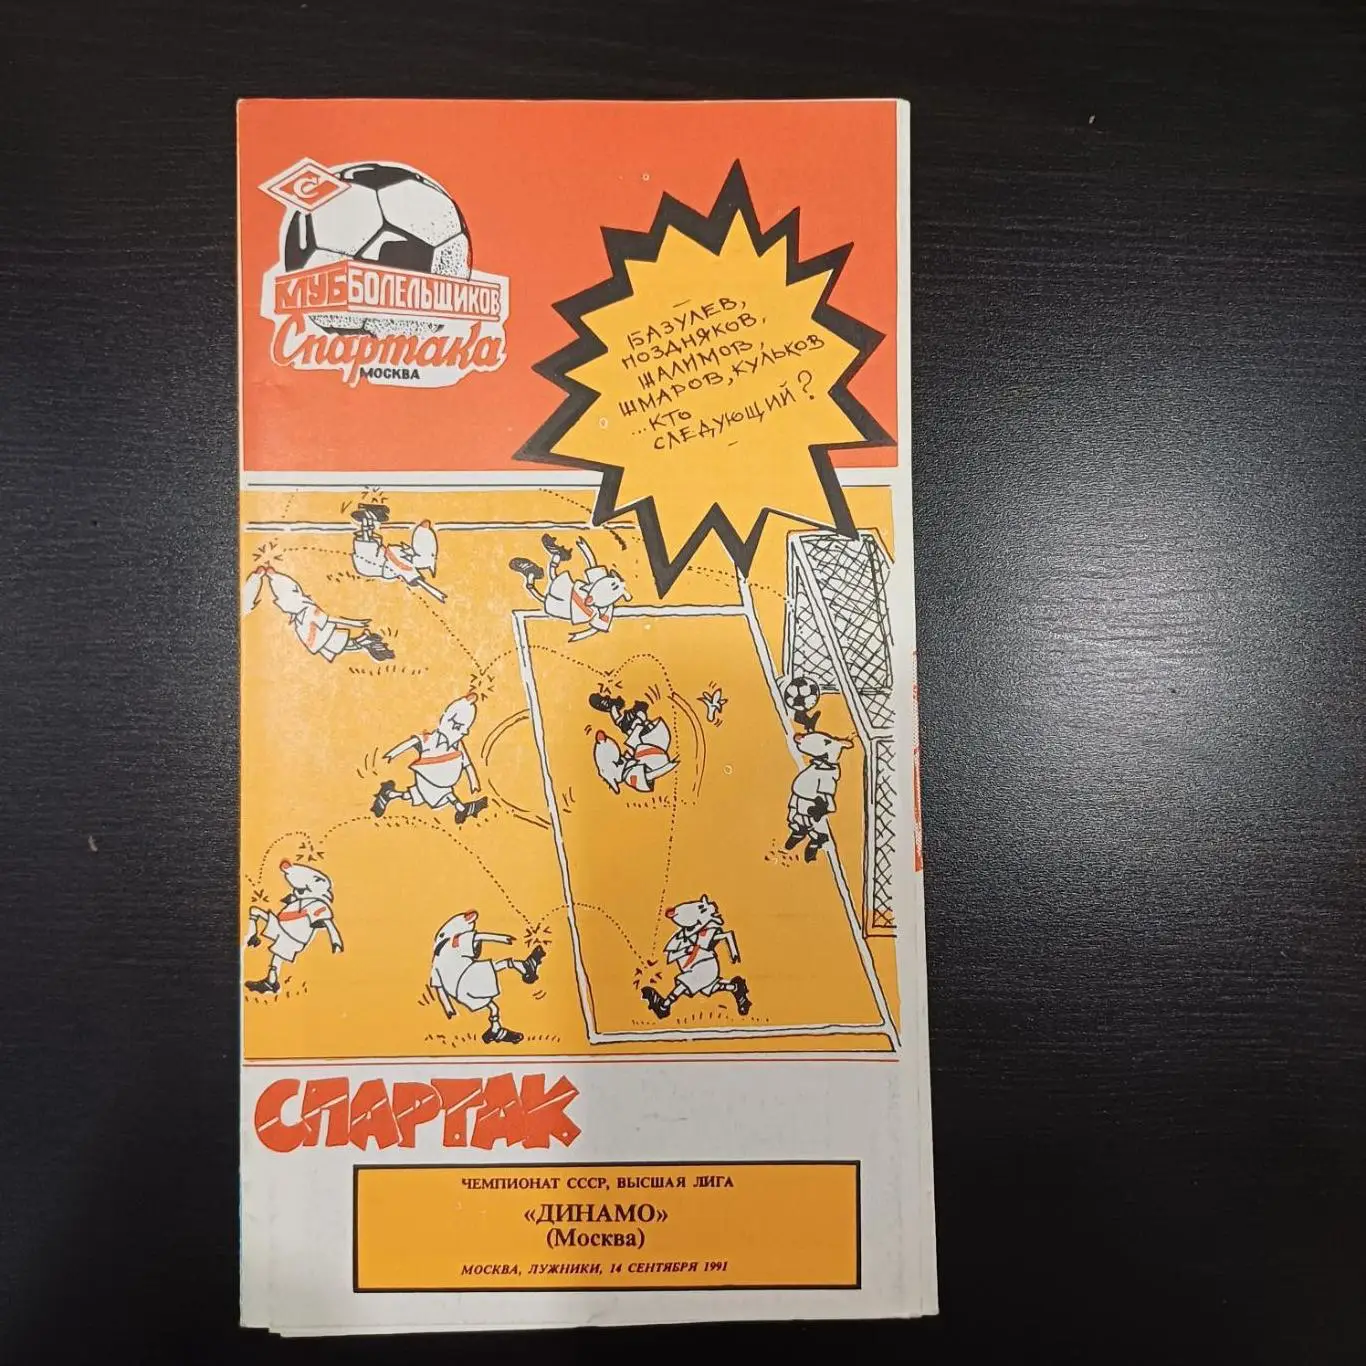 С
КЛУБ БОЛЕЛЬЩИКОВ
Спартака
МОСКВА
–
БАЗУЛЕВ,
ПОЗДНЯКОВ,
ШАЛИМОВ,
ШМАРОВ, КУЛЬКОВ
...КТО
СЛЕДУЮЩИЙ?
–
СПАРТАК
ЧЕМПИОНАТ СССР, ВЫСШАЯ ЛИГА
«ДИНАМО»
(Москва)
МОСКВА, ЛУЖНИКИ, 14 СЕНТЯБРЯ 1991